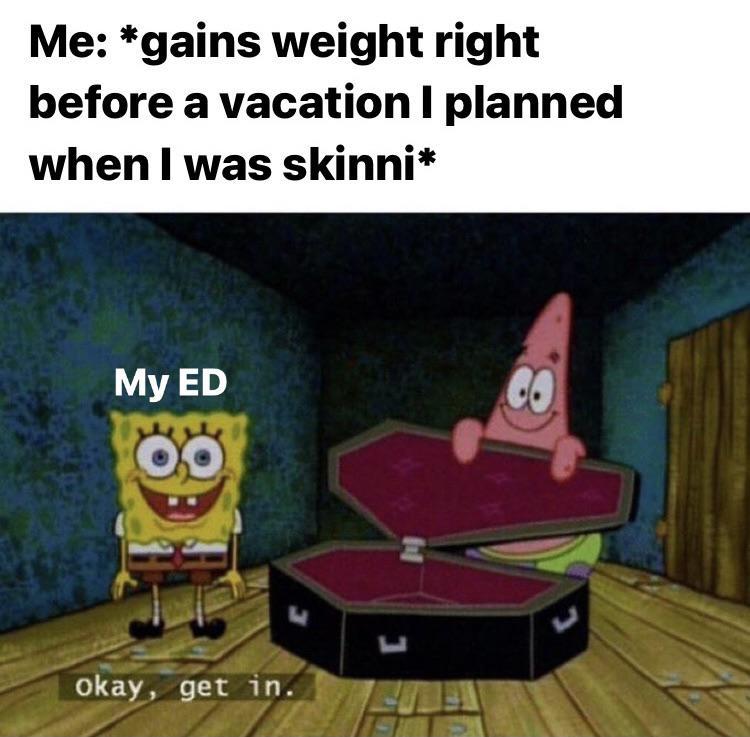 Me: *gains weight right
before a vacation I planned
when I was skinni*
My ED
okay, get in.